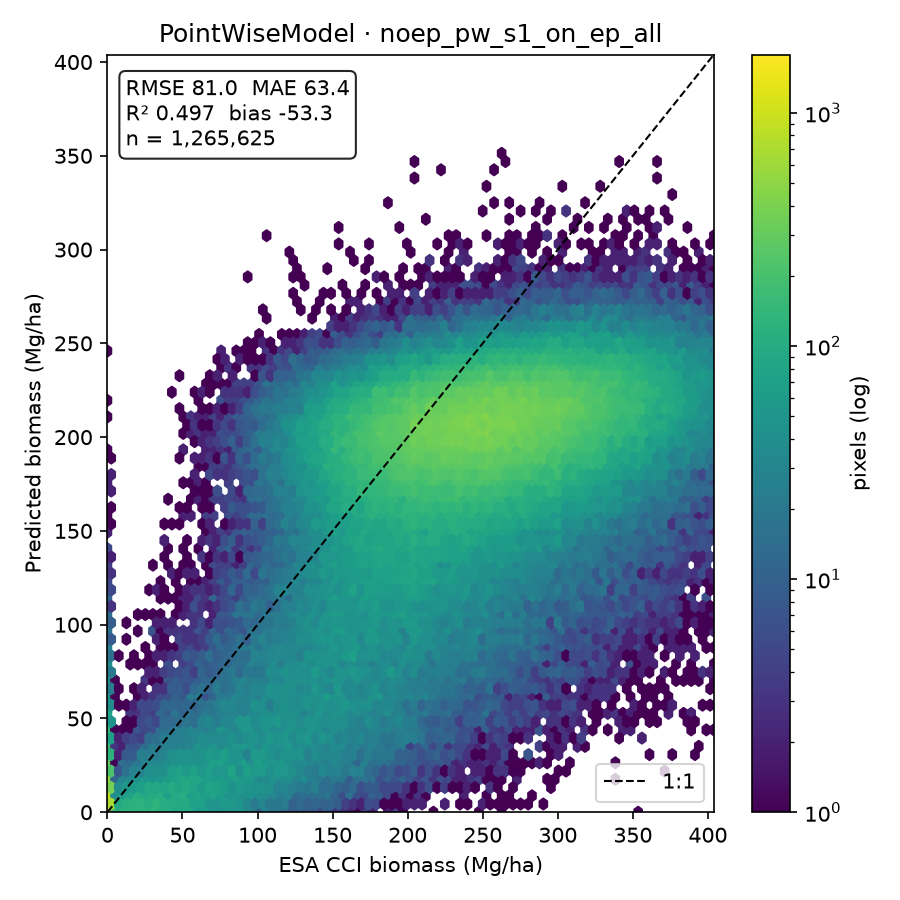 PointWiseModel · noep_pw_s1_on_ep_all
RMSE 81.0 MAE 63.4
R² 0.497 bias -53.3
n = 1,265,625
400
350
300
250
200
150
100
50
0
Predicted biomass (Mg/ha)
0 50 100 150 200 250 300 350 400
ESA CCI biomass (Mg/ha)
1:1
10³
10²
10¹
10⁰
pixels (log)